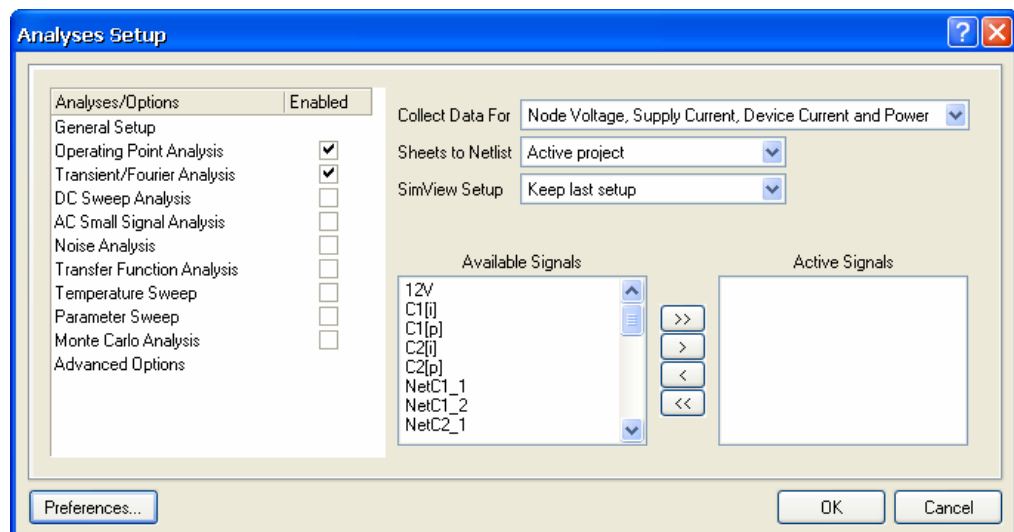 Analyses Setup
Analyses/Options Enabled
General Setup
Operating Point Analysis
Transient/Fourier Analysis
DC Sweep Analysis
AC Small Signal Analysis
Noise Analysis
Transfer Function Analysis
Temperature Sweep
Parameter Sweep
Monte Carlo Analysis
Advanced Options
Collect Data For Node Voltage, Supply Current, Device Current and Power
Sheets to Netlist Active project
SimView Setup Keep last setup
Available Signals
12V
C1[i]
C1[p]
C2[i]
C2[p]
NetC1_1
NetC1_2
NetC2_1
>>
>
<
<<
Active Signals
Preferences...
OK
Cancel